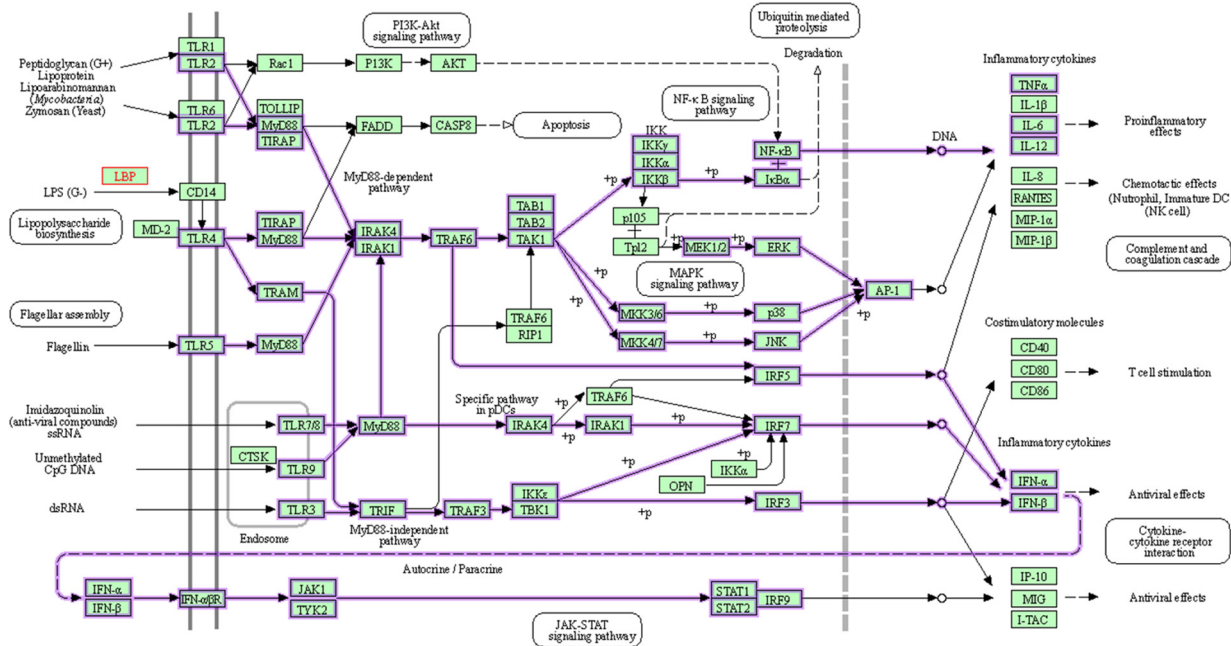 PI3K-Akt
signaling pathway
Ubiquitin mediated
proteolysis
Degradation
TLR1
TLR2
Rac1
P13K
AKT
Peptidoglycan (G+)
Lipoprotein
Lipoarabinomannan
(Mycobacteria)
Zymosan (Yeast)
TLR6
TLR2
TOLLIP
MyD88
TIRAP
FADD
CASP8
Apoptosis
MyD88-dependent
pathway
NF-κB signaling
pathway
IKK
IKKγ
IKKα
IKKβ
+p
+p
NF-κB
IκBα
DNA
Inflammatory cytokines
TNFα
IL-1β
IL-6
IL-12
Proinflammatory
effects
IL-8
RANTES
MIP-1α
MIP-1β
Chemotactic effects
(Nutrophil, Immature DC
(NK cell)
Complement and
coagulation cascade
LBP
LPS (G-)
CD14
Lipopolysaccharide
biosynthesis
MD-2
TLR4
TIRAP
MyD88
IRAK4
IRAK1
TRAF6
TAB1
TAB2
TAK1
p105
Tpl2
+p
MEK1/2
+p
ERK
MAPK
signaling pathway
TRAM
+p
+p
MKK3/6
+p
p38
MKK4/7
+p
JNK
AP-1
+p
TRAF6
RIP1
Flagellar assembly
Flagellin
TLR5
MyD88
IRF5
Costimulatory molecules
CD40
CD80
CD86
T cell stimulation
Imidazoquinolin
(anti-viral compounds)
ssRNA
TLR7/8
MyD88
Specific pathway
in pDCs
TRAF6
IRAK4
+p
IRAK1
+p
IRF7
Unmethylated
CpG DNA
CTSK
TLR9
+p
IKKα
+p
OPN
Inflammatory cytokines
IFN-α
IFN-β
Antiviral effects
dsRNA
TLR3
TRIF
TRAF3
IKKε
TBK1
+p
IRF3
Endosome
MyD88-independent
pathway
Cytokine-
cytokine receptor
interaction
Autocrine / Paracrine
IFN-α
IFN-β
IFN-αβR
JAK1
TYK2
STAT1
STAT2
IRF9
JAK-STAT
signaling pathway
IP-10
MIG
I-TAC
Antiviral effects